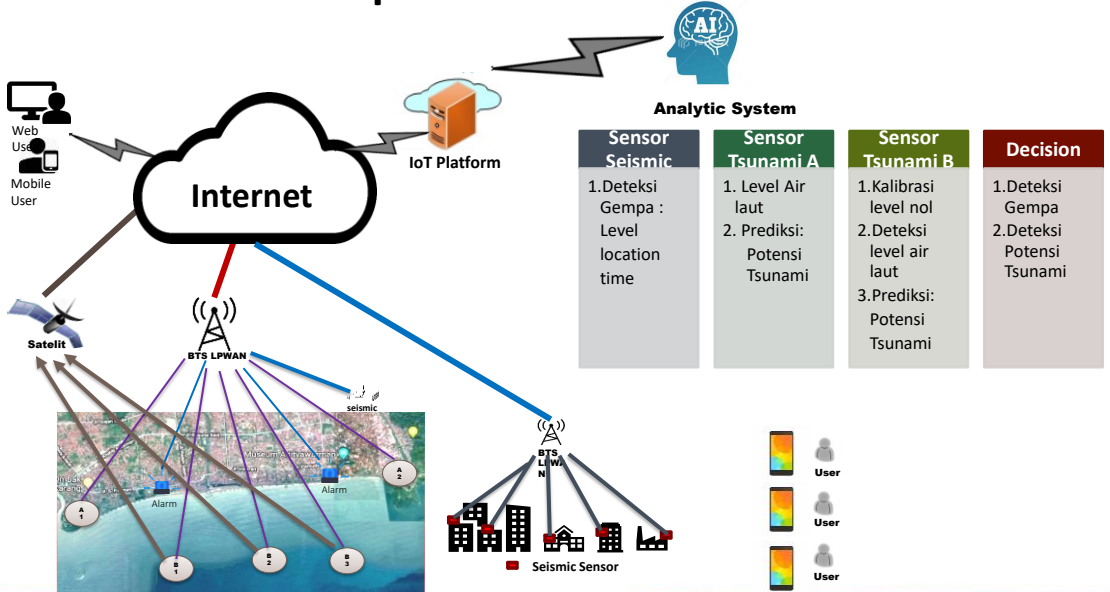 AI
Analytic System
Web
User
Mobile
User
IoT Platform
Internet
Sensor
Seismic
1.Deteksi
Gempa :
Level
location
time
Sensor
Tsunami A
1. Level Air
laut
2. Prediksi:
Potensi
Tsunami
Sensor
Tsunami B
1.Kalibrasi
level nol
2.Deteksi
level air
laut
3.Prediksi:
Potensi
Tsunami
Decision
1.Deteksi
Gempa
2.Deteksi
Potensi
Tsunami
Satelit
BTS LPWAN
seismic
Museum Adityawarman
A
2
Alarm
Alarm
A
1
B
1
B
2
B
3
BTS
LPWA
N
Seismic Sensor
User
User
User